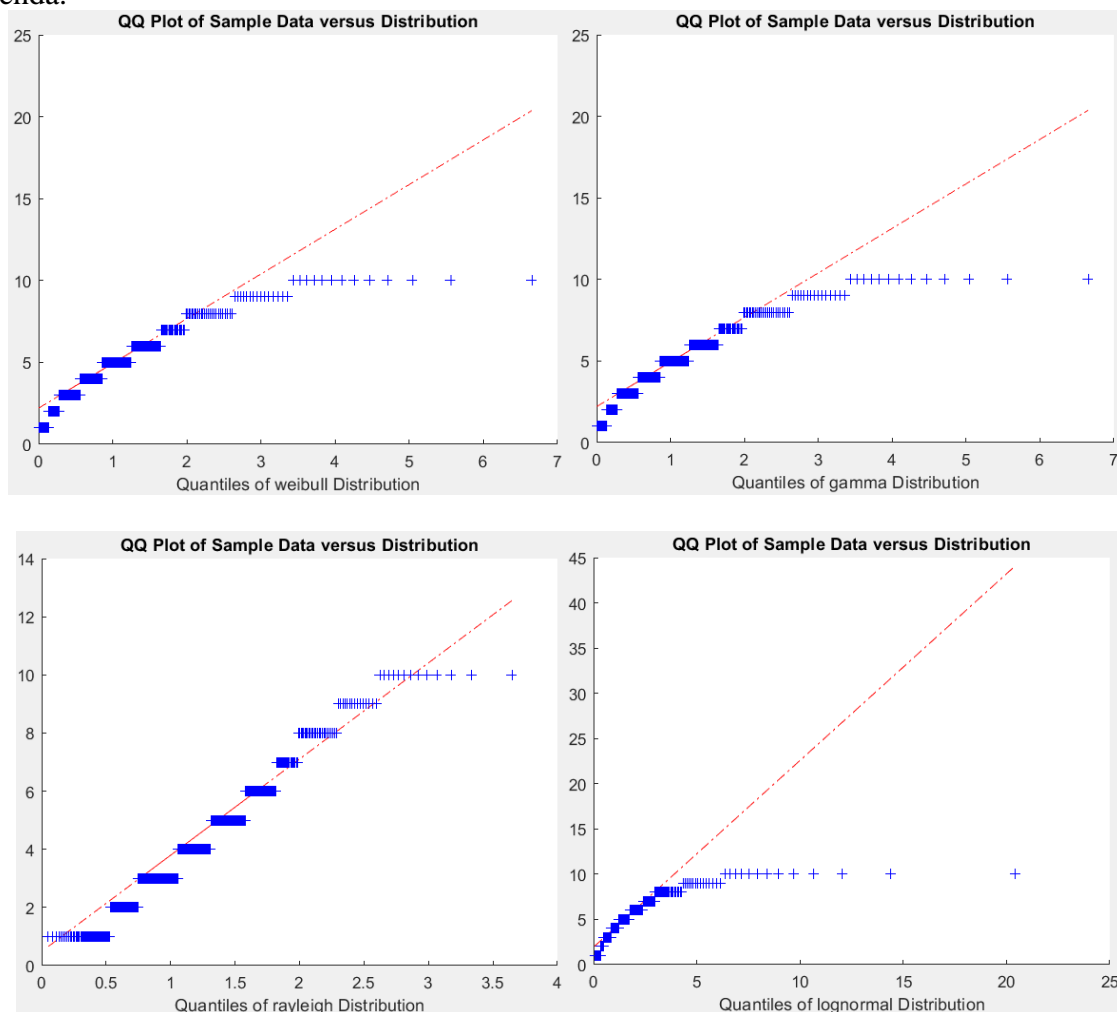 enda.
QQ Plot of Sample Data versus Distribution
25
20
15
10
5
0
0 1 2 3 4 5 6 7
Quantiles of weibull Distribution
QQ Plot of Sample Data versus Distribution
25
20
15
10
5
0
0 1 2 3 4 5 6 7
Quantiles of gamma Distribution
QQ Plot of Sample Data versus Distribution
14
12
10
8
6
4
2
0
0 0.5 1 1.5 2 2.5 3 3.5 4
Quantiles of rayleigh Distribution
QQ Plot of Sample Data versus Distribution
45
40
35
30
25
20
15
10
5
0
0 5 10 15 20 25
Quantiles of lognormal Distribution